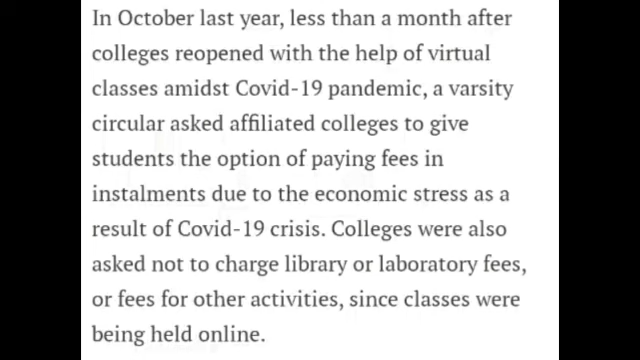 In October last year, less than a month after
colleges reopened with the help of virtual
classes amidst Covid-19 pandemic, a varsity
circular asked affiliated colleges to give
students the option of paying fees in
instalments due to the economic stress as a
result of Covid-19 crisis. Colleges were also
asked not to charge library or laboratory fees,
or fees for other activities, since classes were
being held online.